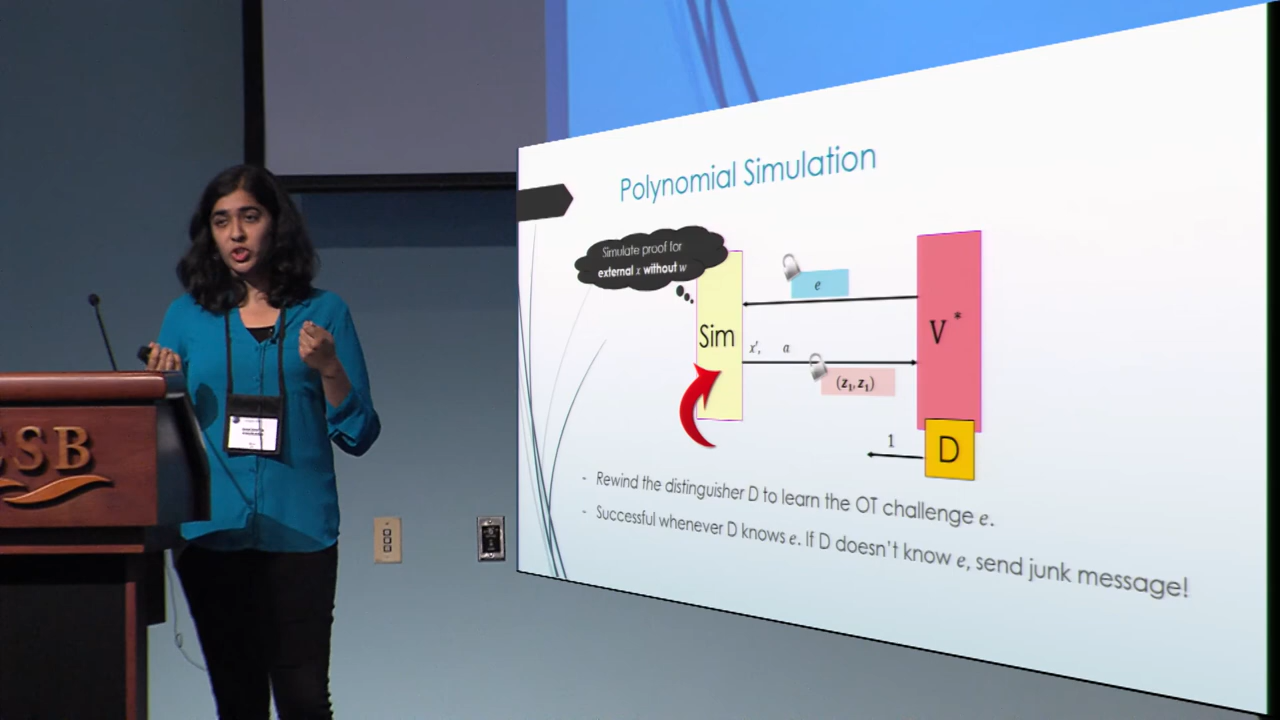 Polynomial Simulation
Simulate proof for
external x without w
e
Sim
V*
x', a
(z₁, z₁)
1
D
- Rewind the distinguisher D to learn the OT challenge e.
- Successful whenever D knows e. If D doesn't know e, send junk message!
CSB